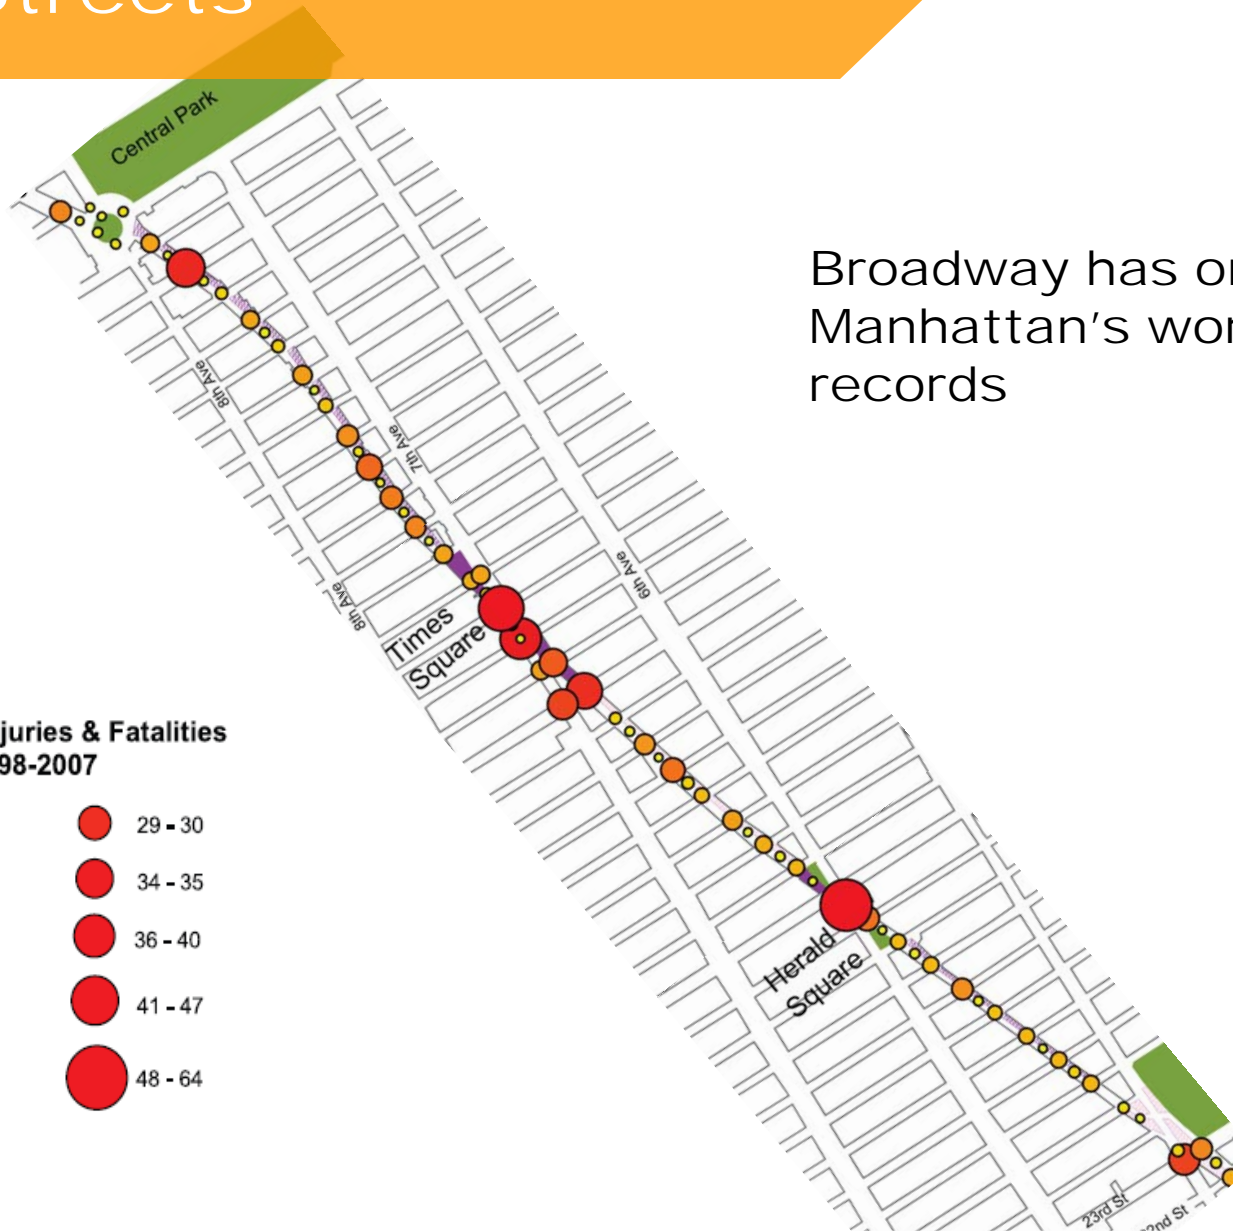 Streets
Central Park
Broadway has
Manhattan's
records
8th Ave
7th Ave
6th Ave
8th Ave
Times
Square
juries & Fatalities
98-2007
29 - 30
34 - 35
36 - 40
41 - 47
48 - 64
Herald
Square
23rd St
2nd St